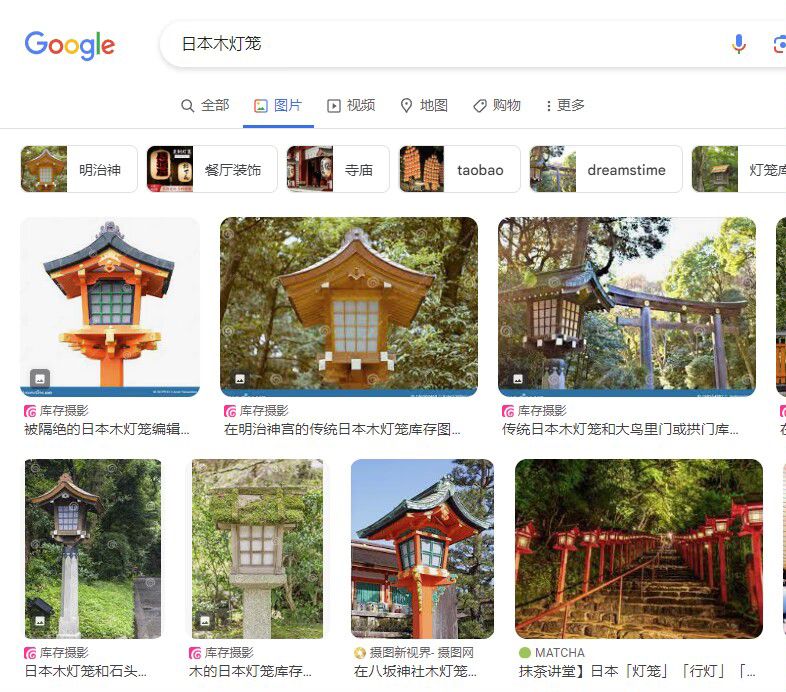 Google
日本木灯笼
全部
图片
视频
地图
购物
更多
明治神
餐厅装饰
寺庙
taobao
dreamstime
灯笼库
库存摄影
被隔绝的日本木灯笼编辑...
库存摄影
在明治神宫的传统日本木灯笼库存图...
库存摄影
传统日本木灯笼和大鸟里门或拱门库...
库存摄影
日本木灯笼和石头...
库存摄影
木的日本灯笼库存...
摄图新视界- 摄图网
在八坂神社木灯笼...
MATCHA
抹茶讲堂】日本「灯笼」「行灯」「...